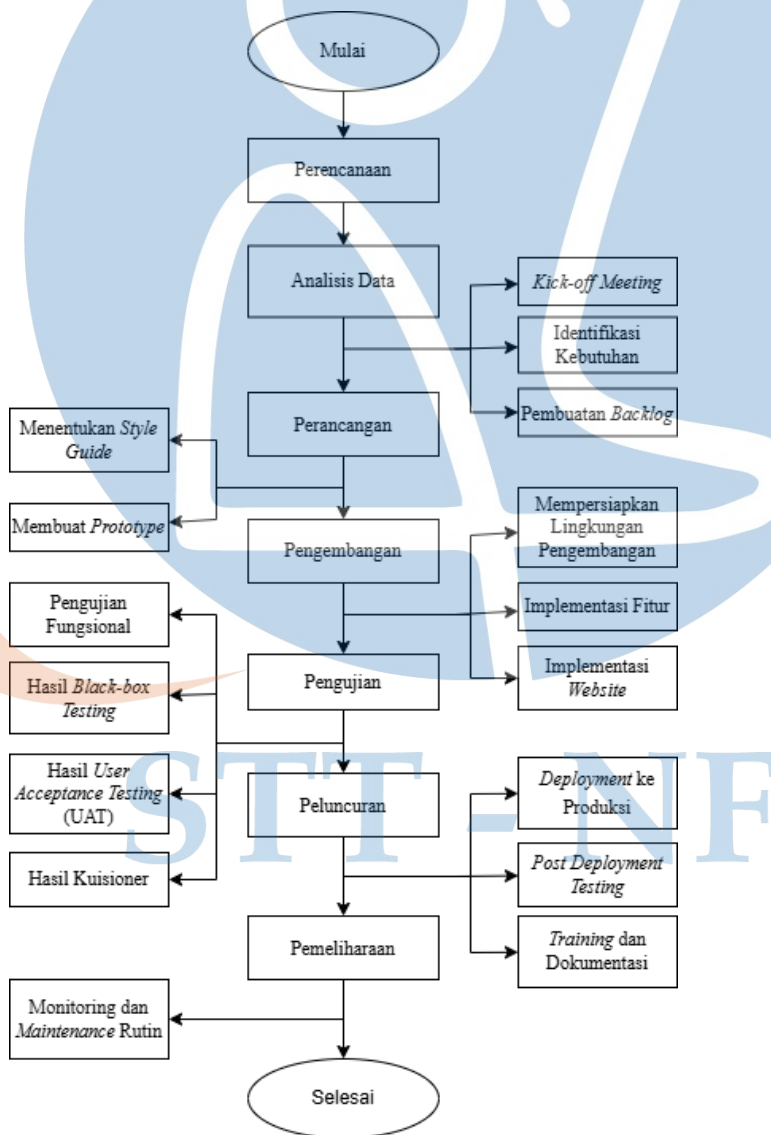 Mulai
Perencanaan
Analisis Data
Kick-off Meeting
Identifikasi
Kebutuhan
Pembuatan Backlog
Perancangan
Menentukan Style
Guide
Membuat Prototype
Pengembangan
Mempersiapkan
Lingkungan
Pengembangan
Implementasi Fitur
Implementasi
Website
Pengujian
Pengujian
Fungsional
Hasil Black-box
Testing
Hasil User
Acceptance Testing
(UAT)
Hasil Kuisioner
Peluncuran
Deployment ke
Produksi
Post Deployment
Testing
Training dan
Dokumentasi
Pemeliharaan
Monitoring dan
Maintenance Rutin
Selesai
STT - NF